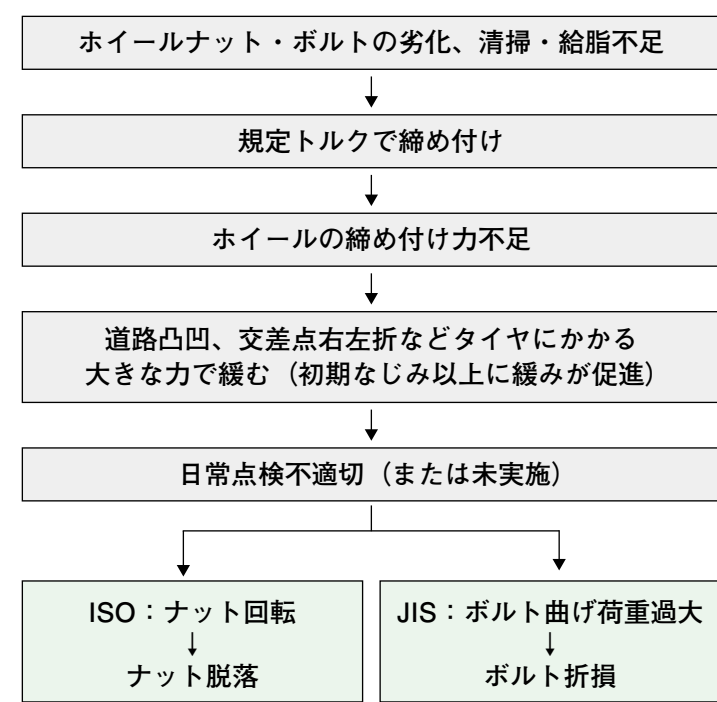 ホイールナット・ボルトの劣化、清掃・給脂不足
規定トルクで締め付け
ホイールの締め付け力不足
道路凸凹、交差点右左折などタイヤにかかる
大きな力で緩む（初期なじみ以上に緩みが促進）
日常点検不適切（または未実施）
ISO：ナット回転
↓
ナット脱落
JIS：ボルト曲げ荷重過大
↓
ボルト折損